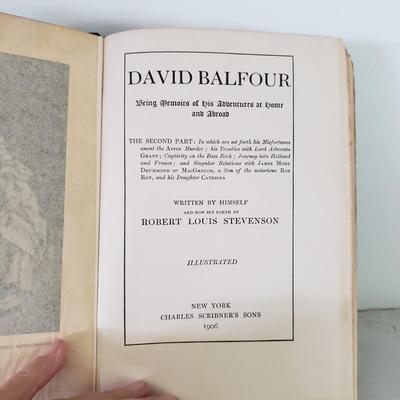 DAVID BALFOUR
Being Memoirs of His Adventures at Home
and Abroad
THE SECOND PART: In which are set forth his Misfortunes
anent the APPIN Murder; his Troubles with Lord Advocate
GRANT; Captivity on the Bass Rock; Journey into Holland
and France; and Singular Relations with JAMES MORE
DRUMMOND or MACGREGOR, a Son of the notorious ROB
ROY, and his Daughter CATRIONA
WRITTEN BY HIMSELF
AND NOW SET FORTH BY
ROBERT LOUIS STEVENSON
ILLUSTRATED
NEW YORK
CHARLES SCRIBNER'S SONS
1906